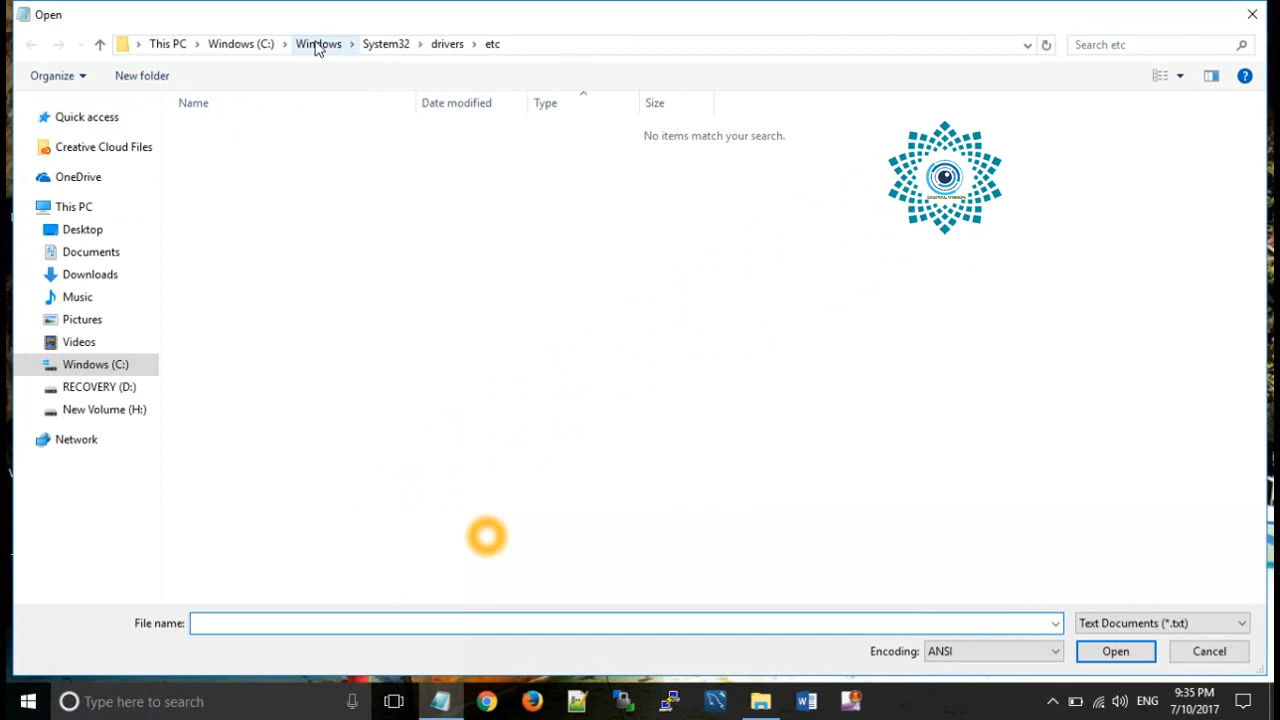 Open
This PC Windows (C:) Windows System32 drivers etc
Search etc
Organize New folder
Name Date modified Type Size
No items match your search.
Quick access
Creative Cloud Files
OneDrive
This PC
Desktop
Documents
Downloads
Music
Pictures
Videos
Windows (C:)
RECOVERY (D:)
New Volume (H:)
Network
DIGITAL VISION
File name:
Text Documents (*.txt)
Encoding: ANSI
Open Cancel
Type here to search
ENG
9:35 PM
7/10/2017